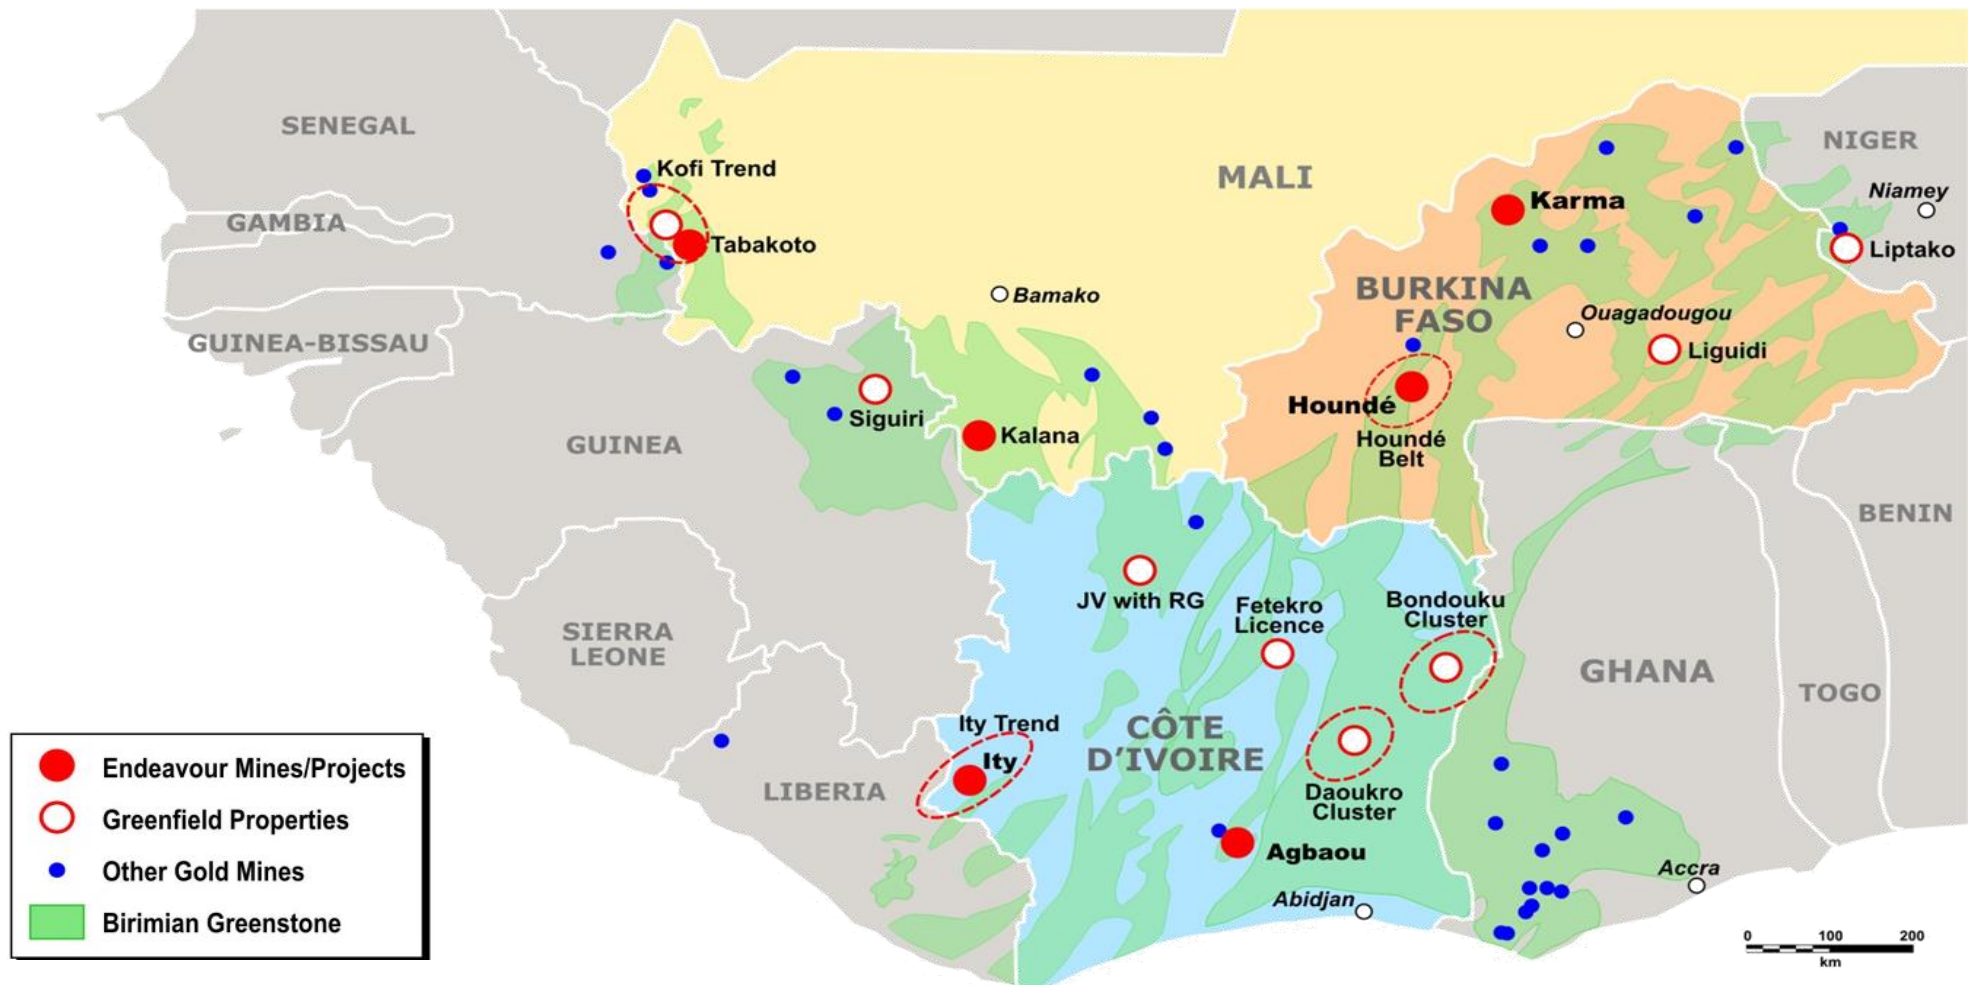 SENEGAL
GAMBIA
GUINEA-BISSAU
GUINEA
SIERRA
LEONE
LIBERIA
MALI
Kofi Trend
Tabakoto
Bamako
Siguiri
Kalana
BURKINA
FASO
Karma
Ouagadougou
Liguidi
Houndé
Houndé
Belt
NIGER
Niamey
Liptako
BENIN
TOGO
GHANA
Accra
CÔTE
D'IVOIRE
JV with RG
Fetekro
Licence
Bondouku
Cluster
Daoukro
Cluster
Ity Trend
Ity
Agbaou
Abidjan
Endeavour Mines/Projects
Greenfield Properties
Other Gold Mines
Birimian Greenstone
0 100 200
km